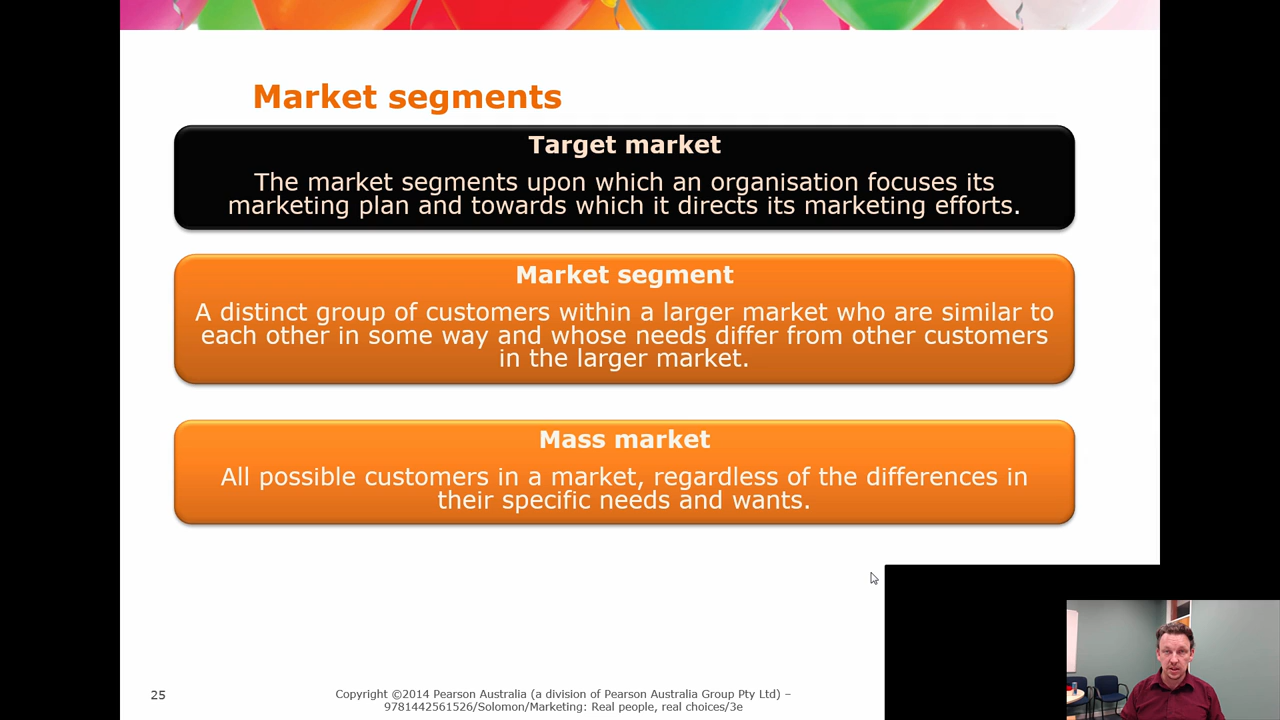 Market segments
Target market
The market segments upon which an organisation focuses its
marketing plan and towards which it directs its marketing efforts.
Market segment
A distinct group of customers within a larger market who are similar to
each other in some way and whose needs differ from other customers
in the larger market.
Mass market
All possible customers in a market, regardless of the differences in
their specific needs and wants.
25
Copyright ©2014 Pearson Australia (a division of Pearson Australia Group Pty Ltd) –
9781442561526/Solomon/Marketing: Real people, real choices/3e